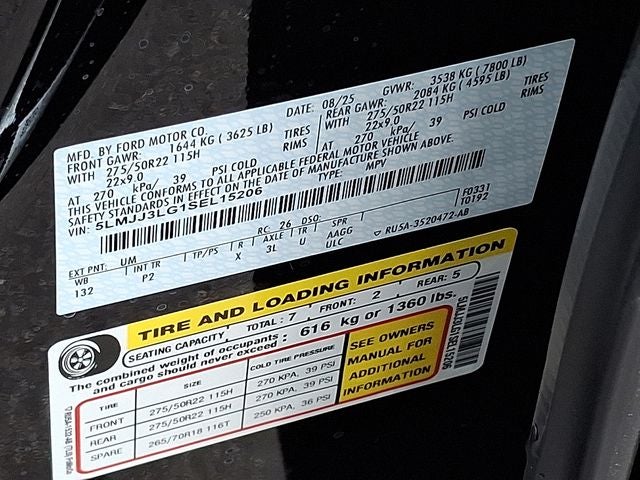 MFD. BY FORD MOTOR CO.
DATE: 08/25 GVWR: 3538 KG ( 7800 LB)
FRONT GAWR: 1644 KG ( 3625 LB)
REAR GAWR: 2084 KG ( 4595 LB)
WITH 275/50R22 115H TIRES
WITH 275/50R22 115H TIRES
22x9.0 RIMS
22x9.0 RIMS
AT 270 kPa/ 39 PSI COLD
AT 270 kPa/ 39 PSI COLD
THIS VEHICLE CONFORMS TO ALL APPLICABLE FEDERAL MOTOR VEHICLE
SAFETY STANDARDS IN EFFECT ON THE DATE OF MANUFACTURE SHOWN ABOVE.
VIN: 5LMJJ3LG1SEL15206 TYPE: MPV
F0331
T0192
EXT PNT: UM RC: 26 DSO:
WB INT TR TP/PS R AXLE TR SPR
132 P2 X 3L U AAGG
ULC
RU5A-3520472-AB
TIRE AND LOADING INFORMATION
SEATING CAPACITY TOTAL: 7 FRONT: 2 REAR: 5
The combined weight of occupants and cargo should never exceed : 616 kg or 1360 lbs.
TIRE SIZE COLD TIRE PRESSURE
FRONT 275/50R22 115H 270 KPA, 39 PSI
REAR 275/50R22 115H 270 KPA, 39 PSI
SPARE 265/70R18 116T 250 KPA, 36 PSI
SEE OWNERS
MANUAL FOR
ADDITIONAL
INFORMATION
5LMJJ3LG1SEL15206